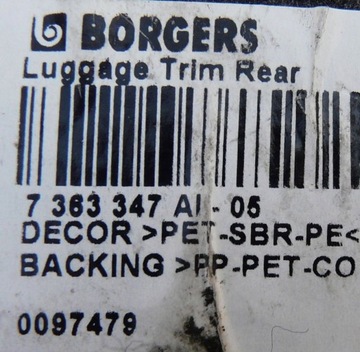 BORGERS
Luggage Trim Rear
7 363 347 AI - 05
DECOR >PET-SBR-PE<
BACKING >PP-PET-CO
0097479